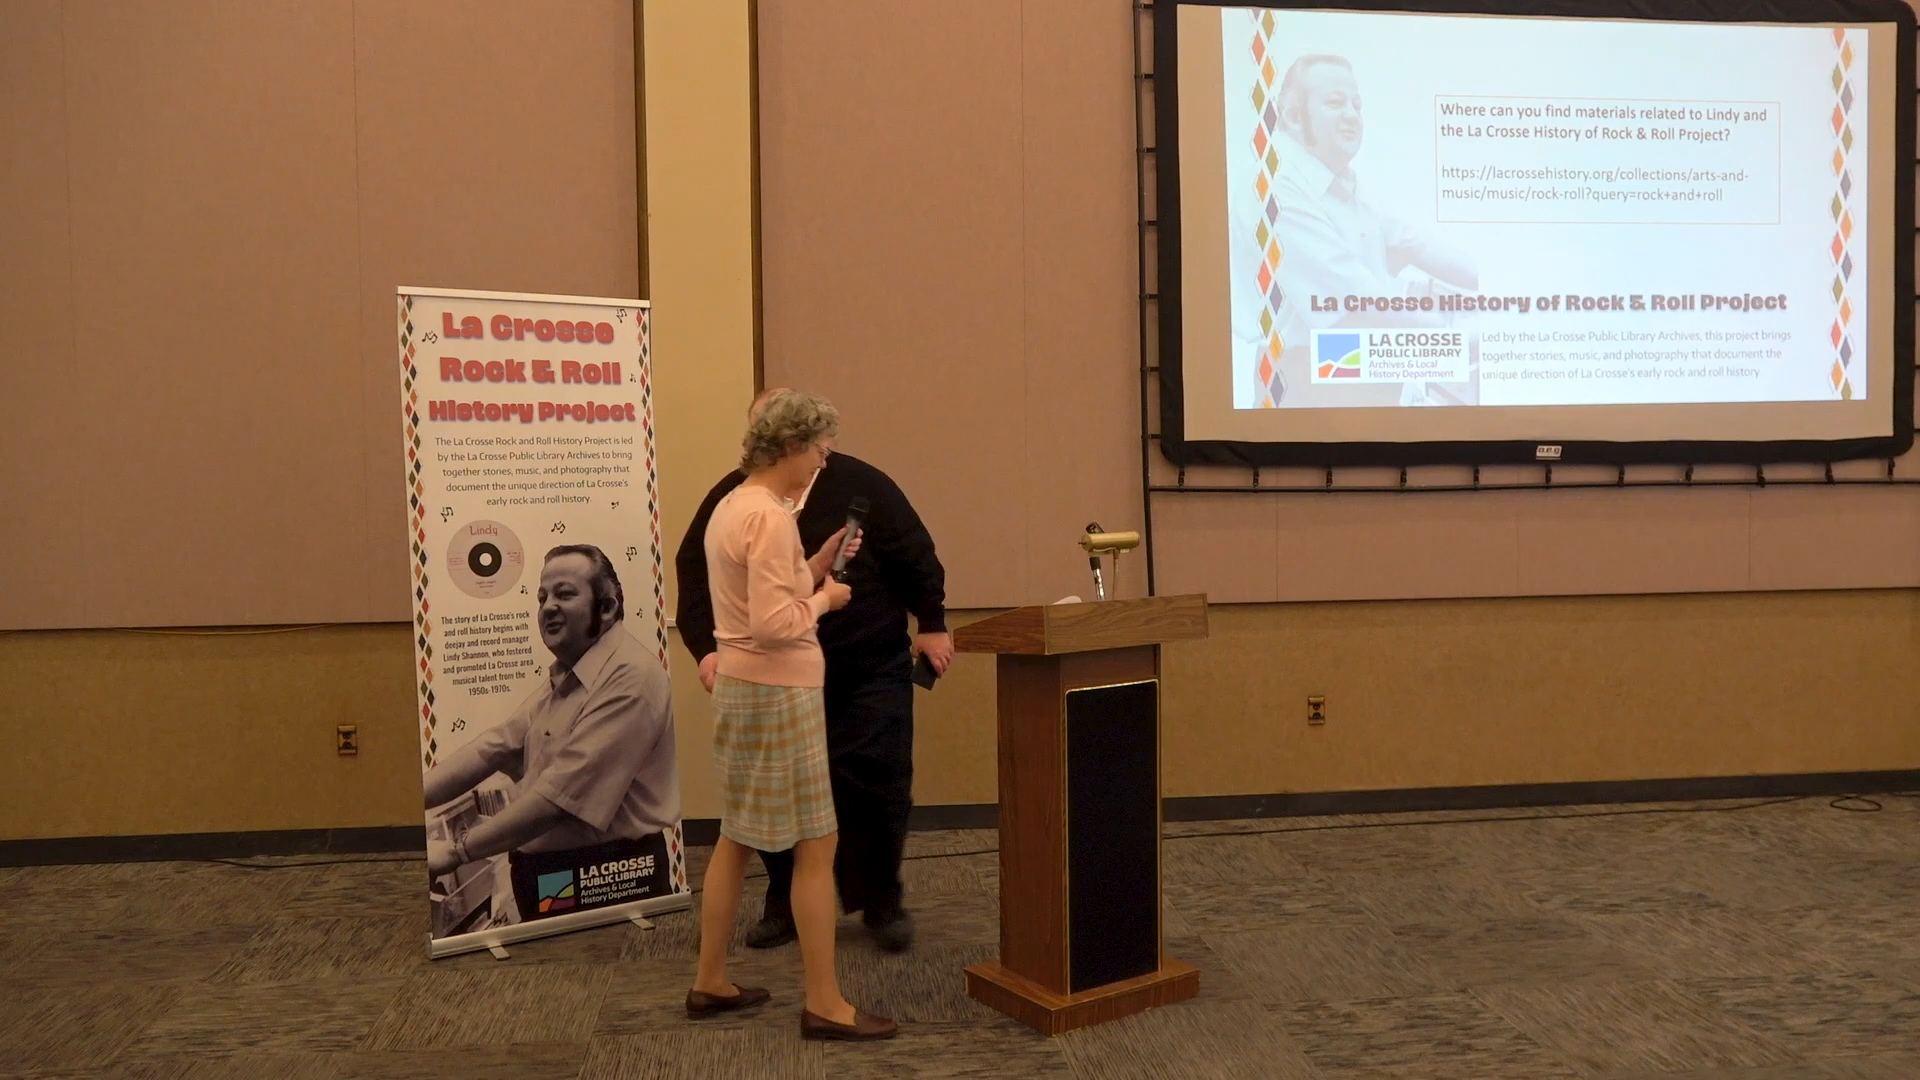 La Crosse
Rock & Roll
History Project
The La Crosse Rock and Roll History Project is led
by the La Crosse Public Library Archives to bring
together stories, music, and photography that
document the unique direction of La Crosse's
early rock and roll history.
Lindy
The story of La Crosse's rock
and roll history begins with
deejay and record manager
Lindy Shannon, who fostered
and promoted La Crosse area
musical talent from the
1950s-1970s.
LA CROSSE
PUBLIC LIBRARY
Archives & Local
History Department
Where can you find materials related to Lindy and
the La Crosse History of Rock & Roll Project?
https://lacrossehistory.org/collections/arts-and-
music/music/rock-roll?query=rock+and+roll
La Crosse History of Rock & Roll Project
LA CROSSE
PUBLIC LIBRARY
Archives & Local
History Department
Led by the La Crosse Public Library Archives, this project brings
together stories, music, and photography that document the
unique direction of La Crosse's early rock and roll history.